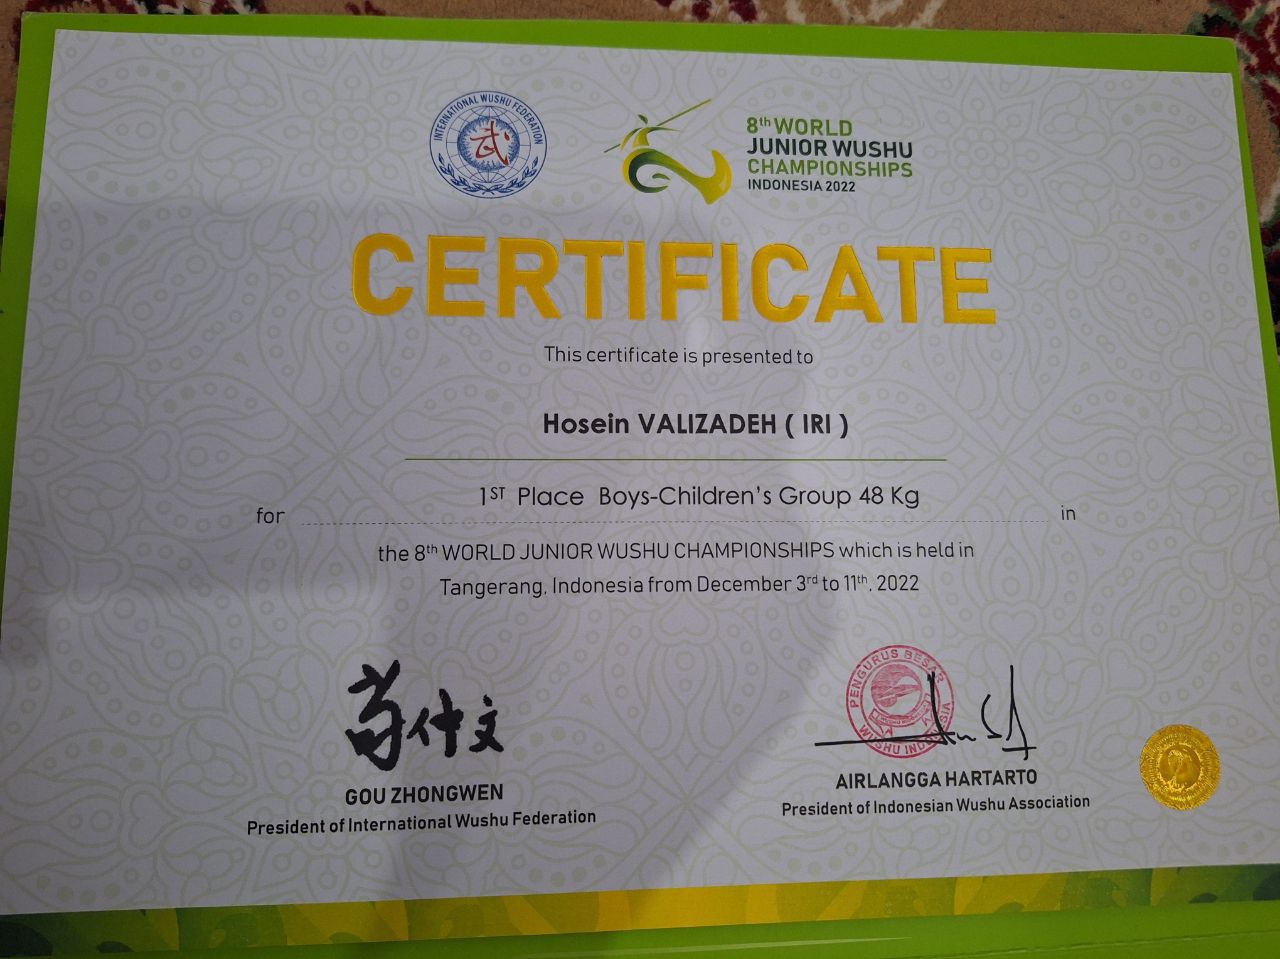 INTERNATIONAL WUSHU FEDERATION
武
8th WORLD
JUNIOR WUSHU
CHAMPIONSHIPS
INDONESIA 2022
CERTIFICATE
This certificate is presented to
Hosein VALIZADEH ( IRI )
for 1ST Place Boys-Children's Group 48 Kg in
the 8th WORLD JUNIOR WUSHU CHAMPIONSHIPS which is held in
Tangerang, Indonesia from December 3rd to 11th, 2022
苟仲文
PENGURUS BESAR
GOU ZHONGWEN
President of International Wushu Federation
AIRLANGGA HARTARTO
President of Indonesian Wushu Association